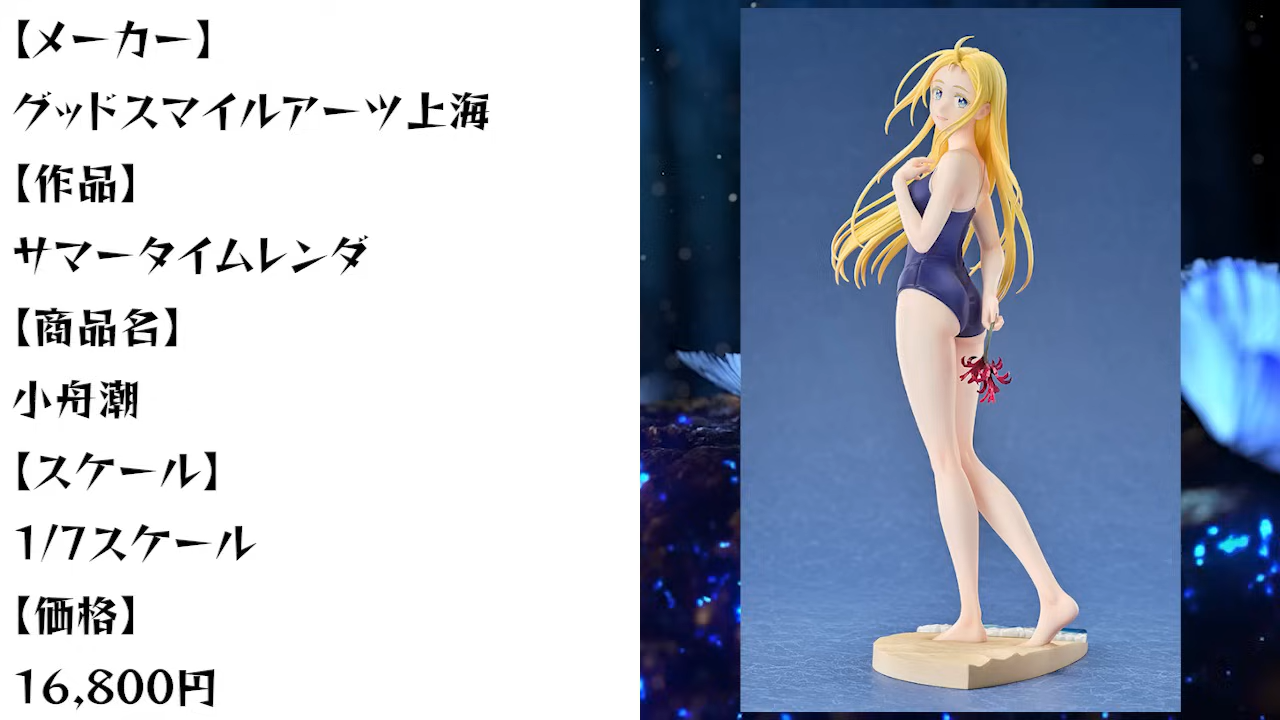 【メーカー】
グッドスマイルアーツ上海
【作品】
サマータイムレンダ
【商品名】
小舟潮
【スケール】
1/7スケール
【価格】
16,800円